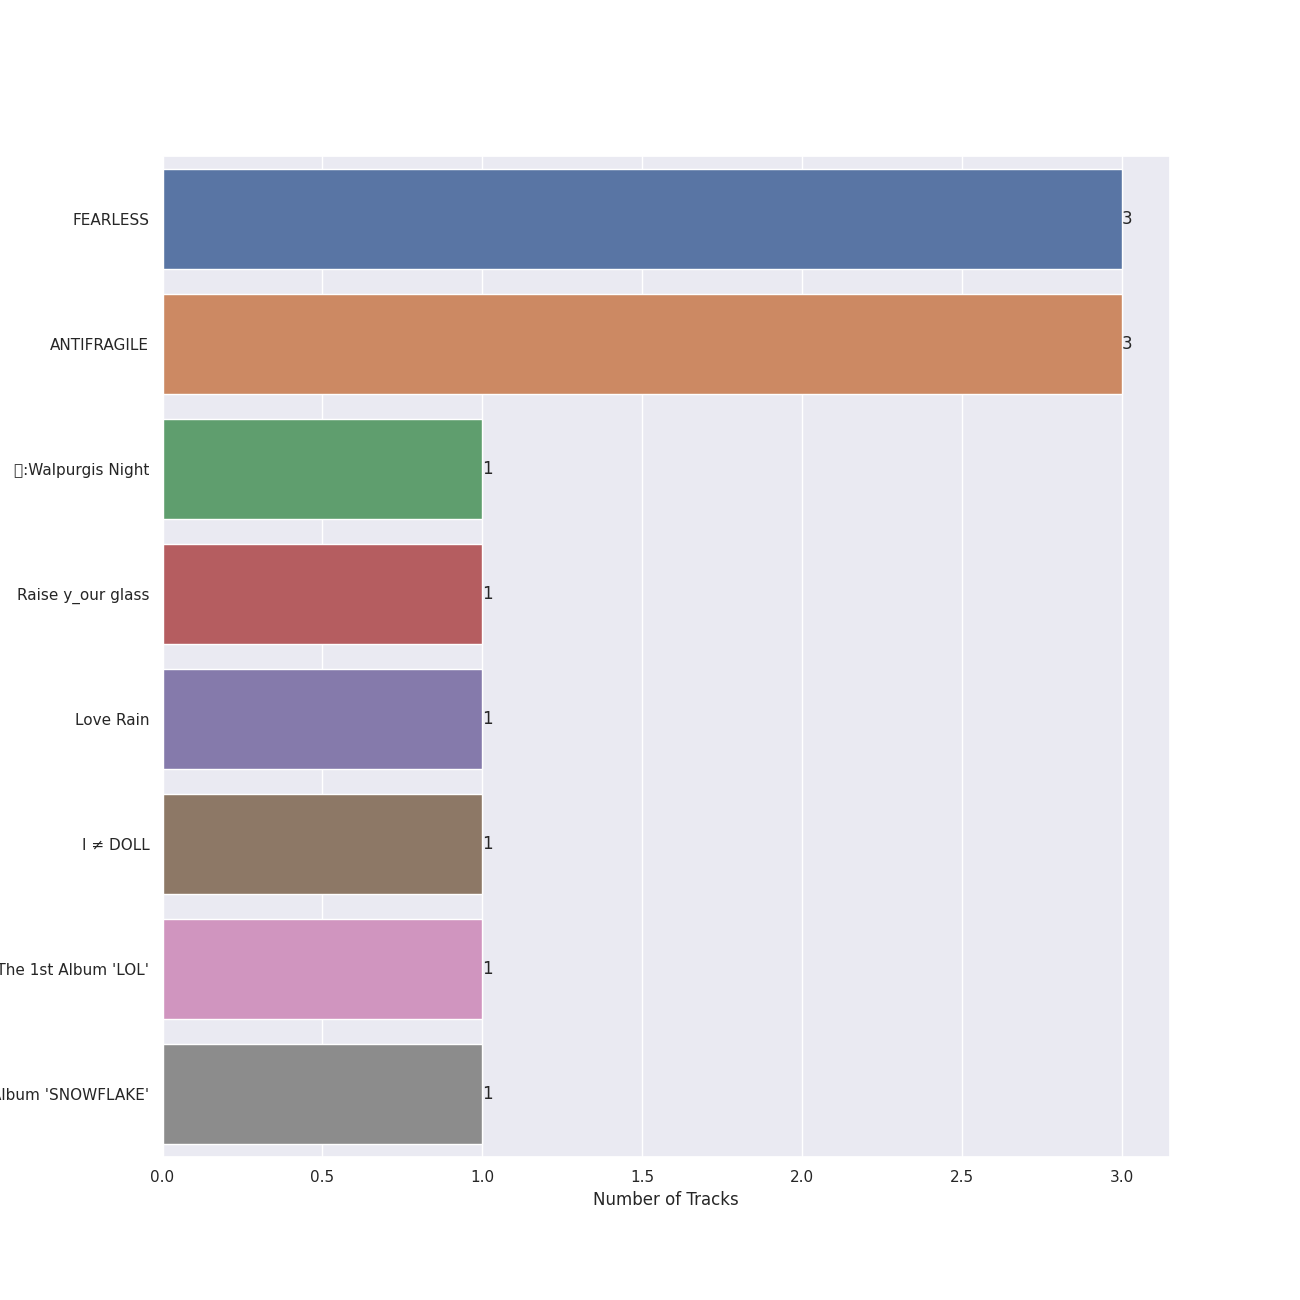 FEARLESS
3
ANTIFRAGILE
3
:Walpurgis Night
1
Raise y_our glass
1
Love Rain
1
I ≠ DOLL
1
The 1st Album 'LOL'
1
'SNOWFLAKE'
1
0.0 0.5 1.0 1.5 2.0 2.5 3.0
Number of Tracks